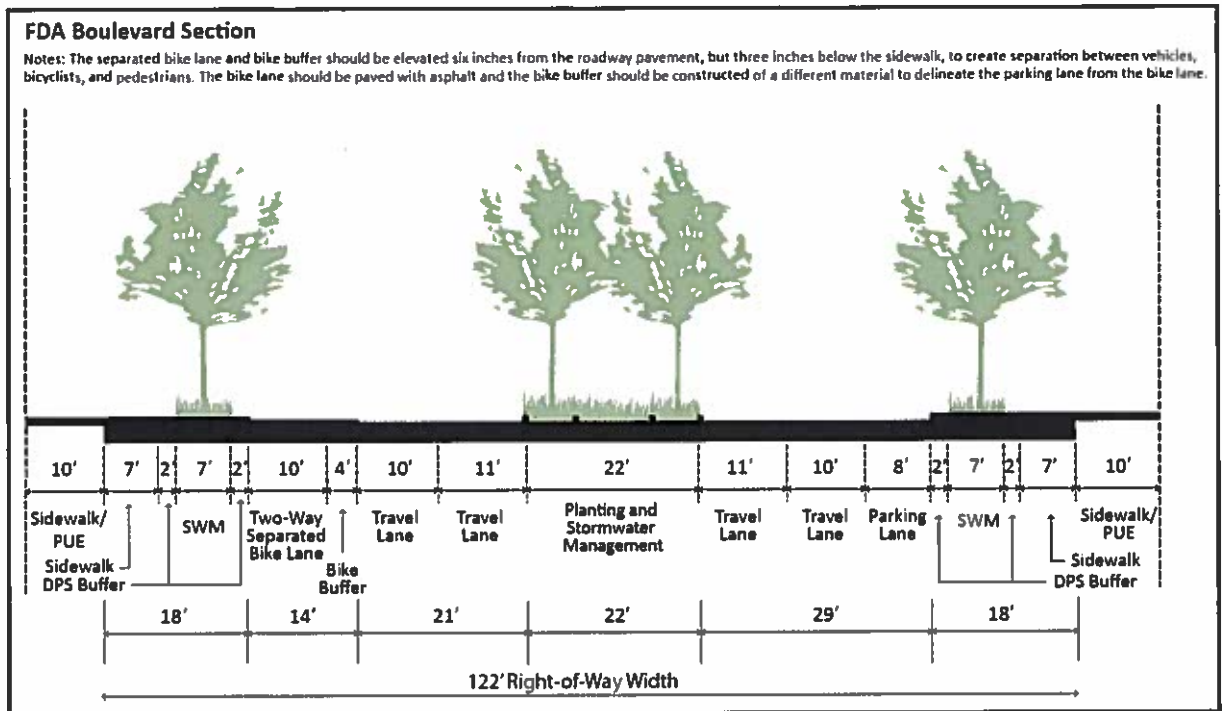 FDA Boulevard Section
Notes: The separated bike lane and bike buffer should be elevated six inches from the roadway pavement, but three inches below the sidewalk, to create separation between vehicles,
bicyclists, and pedestrians. The bike lane should be paved with asphalt and the bike buffer should be constructed of a different material to delineate the parking lane from the bike lane.
10' 7' 2' 7' 2' 10' 4' 10' 11' 22' 11' 10' 8' 2' 7' 2' 7' 10'
Sidewalk/
PUE
Sidewalk
DPS Buffer
SWM
Two-Way
Separated
Bike Lane
Bike
Buffer
Travel
Lane
Travel
Lane
Planting and
Stormwater
Management
Travel
Lane
Travel
Lane
Parking
Lane
SWM
Sidewalk/
PUE
Sidewalk
DPS Buffer
18' 14' 21' 22' 29' 18'
122' Right-of-Way Width